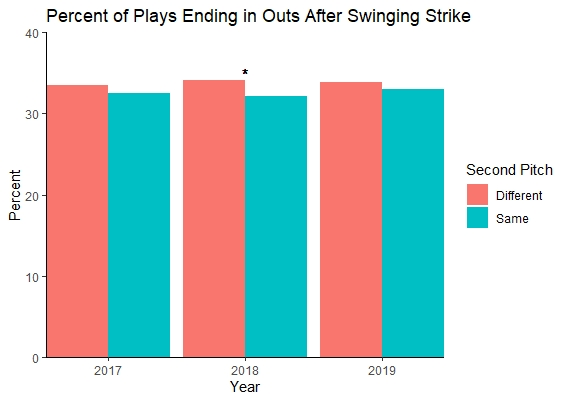 Percent of Plays Ending in Outs After Swinging Strike
40
30
20
10
0
Percent
*
2017 2018 2019
Year
Second Pitch
Different
Same